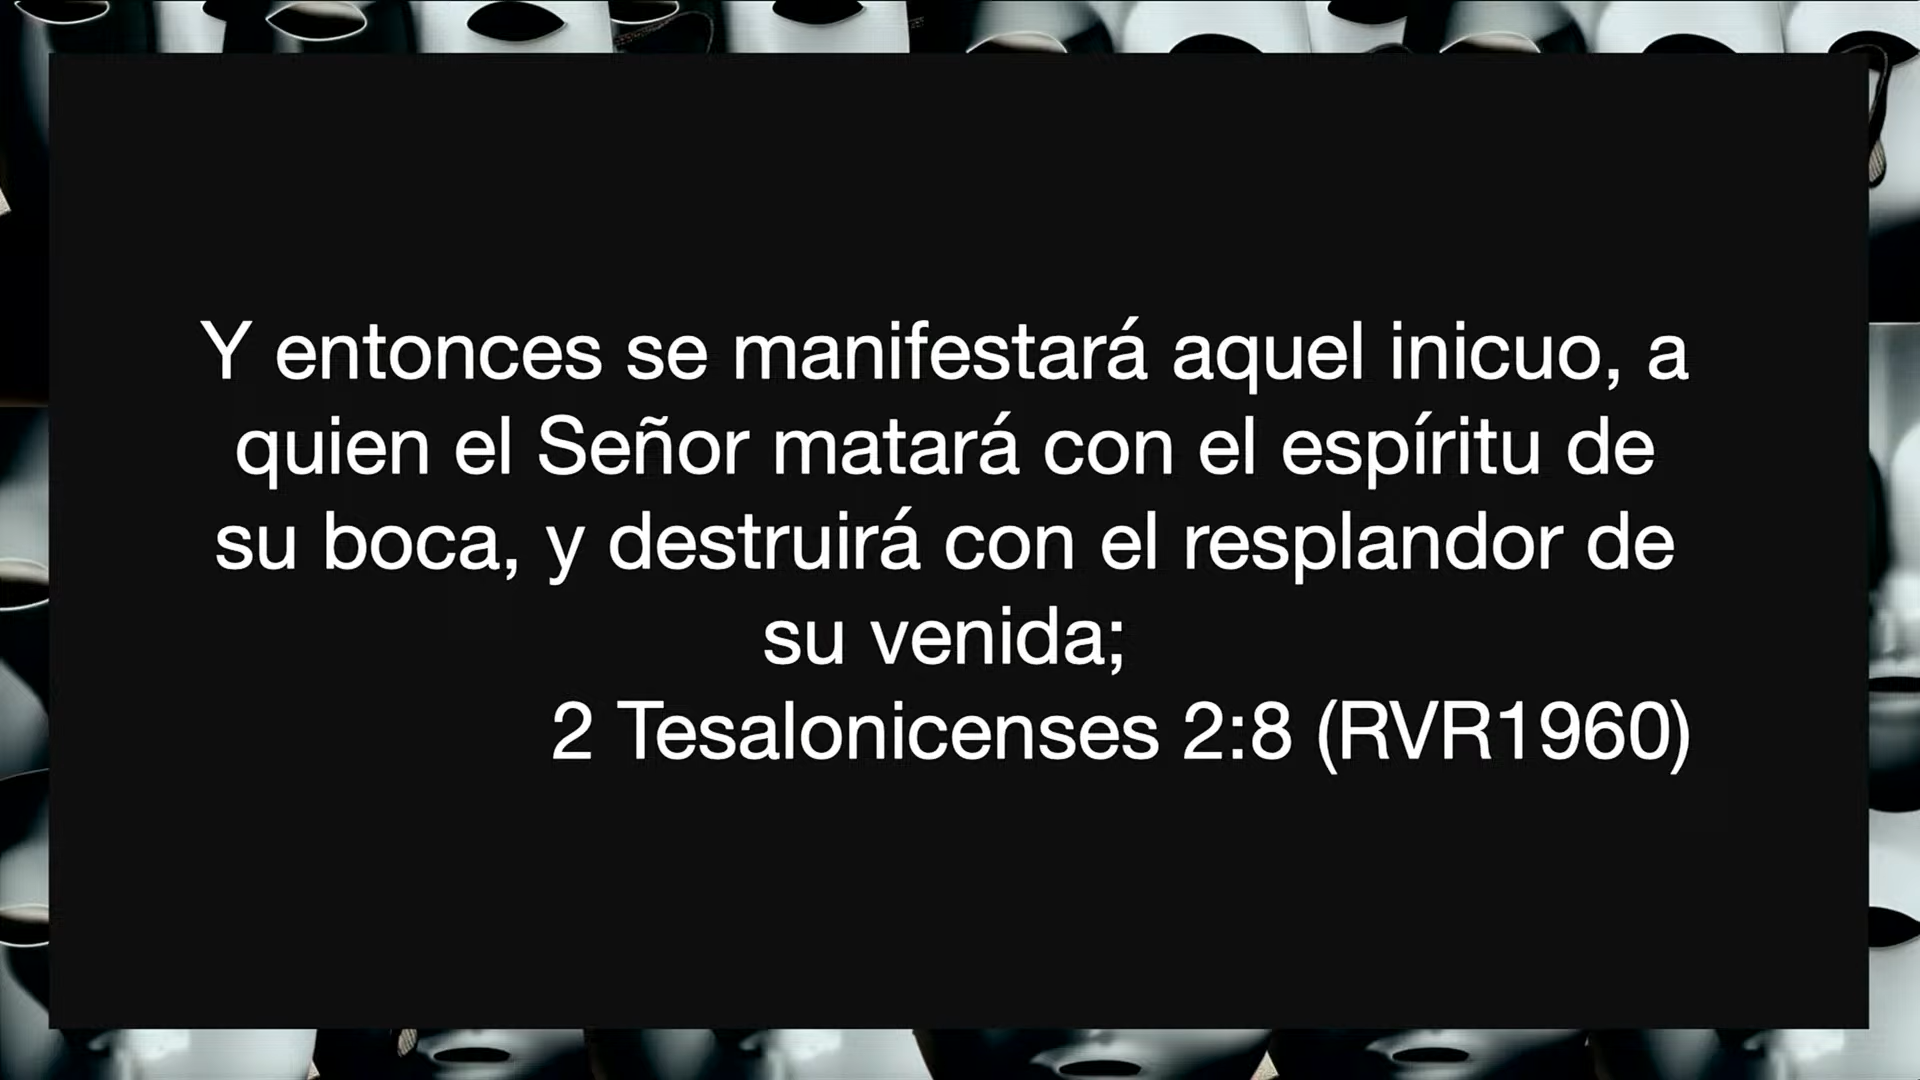 Y entonces se manifestará aquel inicuo, a
quien el Señor matará con el espíritu de
su boca, y destruirá con el resplandor de
su venida;
2 Tesalonicenses 2:8 (RVR1960)